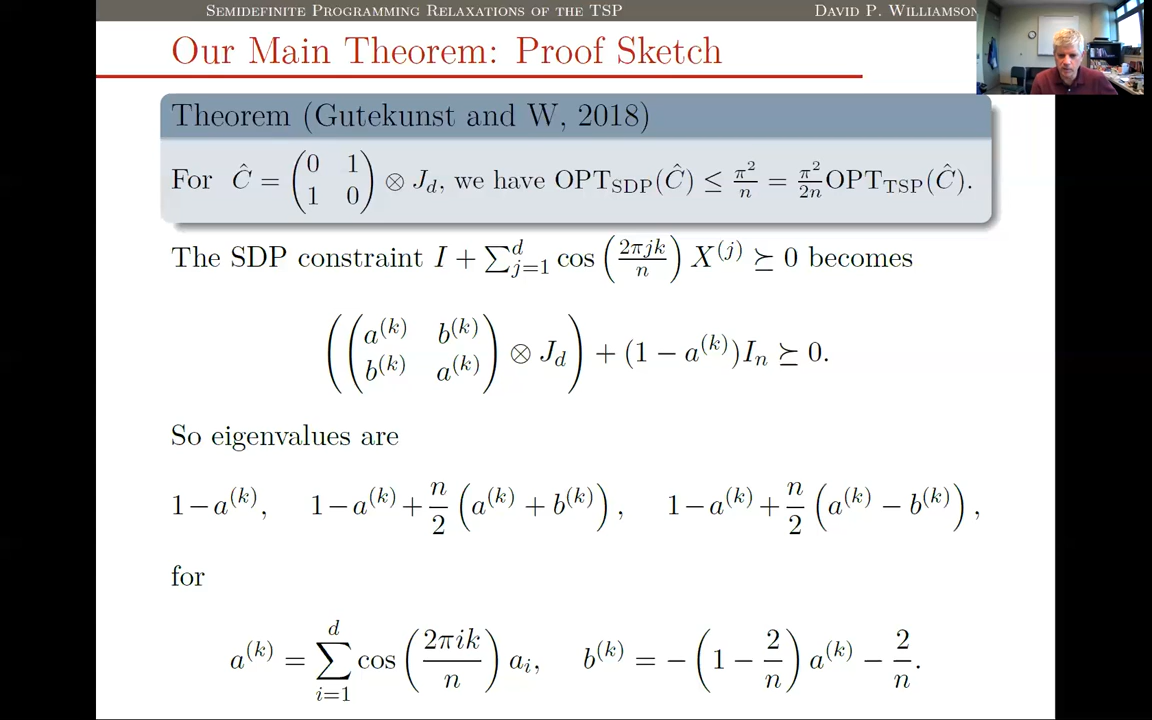 Semidefinite Programming Relaxations of the TSP David P. Williamson
Our Main Theorem: Proof Sketch
Theorem (Gutekunst and W, 2018)
For Ĉ = (0 1; 1 0) ⊗ J_d, we have OPT_SDP(Ĉ) ≤ π²/n = π²/2n OPT_TSP(Ĉ).
The SDP constraint I + ∑_{j=1}^{d} cos(2πjk/n) X^(j) ⪰ 0 becomes
((a^(k) b^(k); b^(k) a^(k)) ⊗ J_d) + (1 − a^(k))I_n ⪰ 0.
So eigenvalues are
1−a^(k), 1−a^(k)+n/2 (a^(k) + b^(k)), 1−a^(k)+n/2 (a^(k) − b^(k)),
for
a^(k) = ∑_{i=1}^{d} cos(2πik/n) a_i, b^(k) = −(1 − 2/n) a^(k) − 2/n.